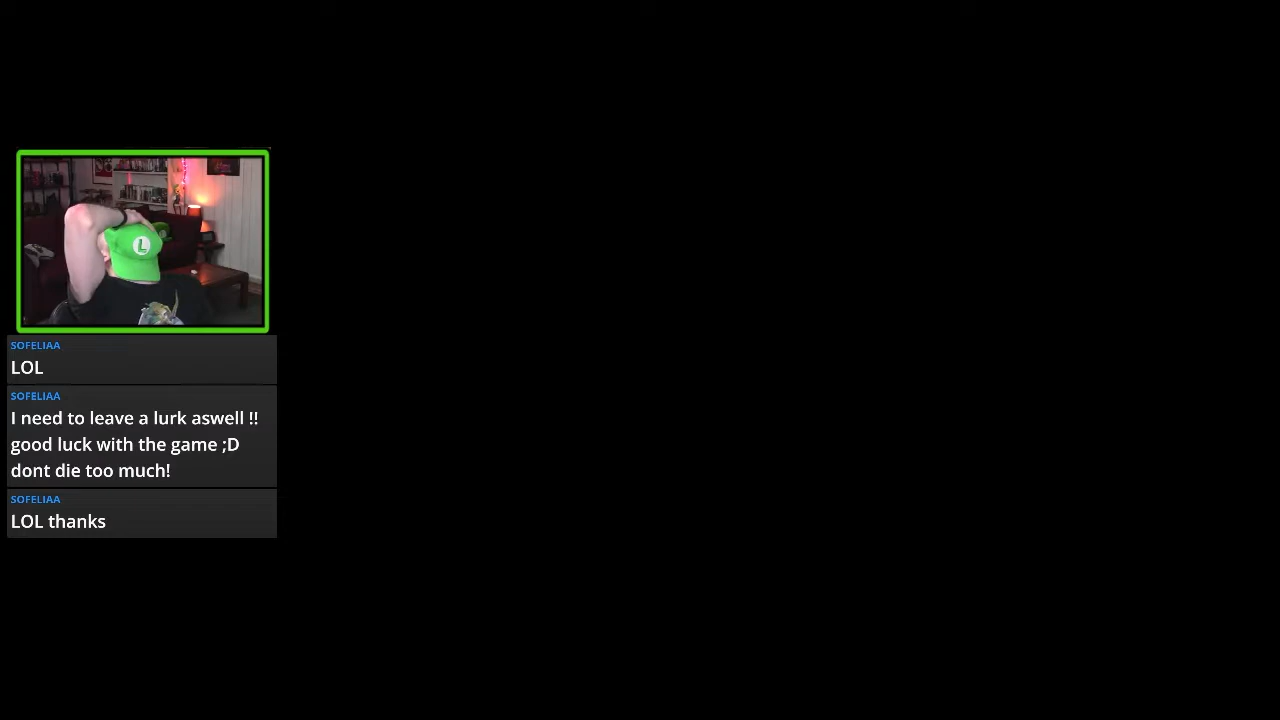 L
SOFELIAA
LOL
SOFELIAA
I need to leave a lurk aswell !!
good luck with the game ;D
dont die too much!
SOFELIAA
LOL thanks